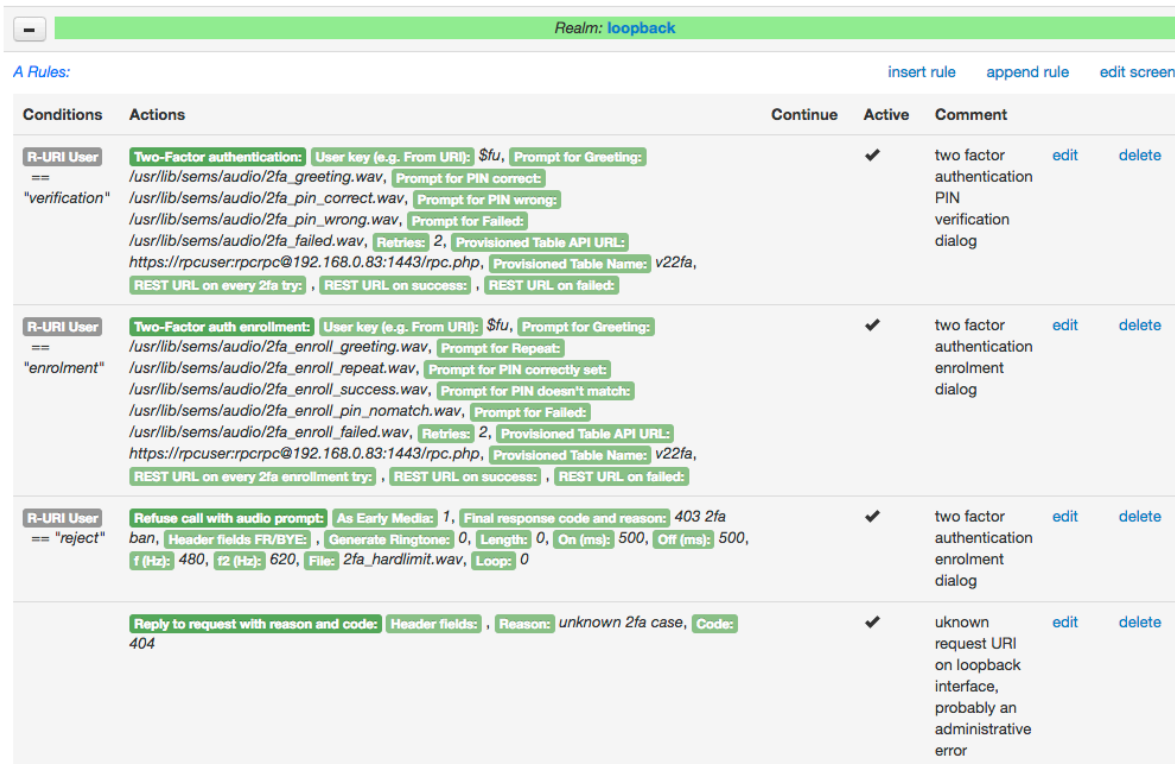 Realm: loopback
A Rules: insert rule append rule edit screen
Conditions Actions Continue Active Comment
R-URI User
==
"verification"
Two-Factor authentication: User key (e.g. From URI): $fu, Prompt for Greeting:
/usr/lib/sems/audio/2fa_greeting.wav, Prompt for PIN correct:
/usr/lib/sems/audio/2fa_pin_correct.wav, Prompt for PIN wrong:
/usr/lib/sems/audio/2fa_pin_wrong.wav, Prompt for Failed:
/usr/lib/sems/audio/2fa_failed.wav, Retries: 2, Provisioned Table API URL:
https://rpcuser:rpcrpc@192.168.0.83:1443/rpc.php, Provisioned Table Name: v22fa,
REST URL on every 2fa try: , REST URL on success: , REST URL on failed:
✔
two factor
authentication
PIN
verification
dialog
edit delete
R-URI User
==
"enrolment"
Two-Factor auth enrollment: User key (e.g. From URI): $fu, Prompt for Greeting:
/usr/lib/sems/audio/2fa_enroll_greeting.wav, Prompt for Repeat:
/usr/lib/sems/audio/2fa_enroll_repeat.wav, Prompt for PIN correctly set:
/usr/lib/sems/audio/2fa_enroll_success.wav, Prompt for PIN doesn't match:
/usr/lib/sems/audio/2fa_enroll_pin_nomatch.wav, Prompt for Failed:
/usr/lib/sems/audio/2fa_enroll_failed.wav, Retries: 2, Provisioned Table API URL:
https://rpcuser:rpcrpc@192.168.0.83:1443/rpc.php, Provisioned Table Name: v22fa,
REST URL on every 2fa enrollment try: , REST URL on success: , REST URL on failed:
✔
two factor
authentication
enrolment
dialog
edit delete
R-URI User
== "reject"
Refuse call with audio prompt: As Early Media: 1, Final response code and reason: 403 2fa
ban, Header fields FR/BYE: , Generate Ringtone: 0, Length: 0, On (ms): 500, Off (ms): 500,
f (Hz): 480, f2 (Hz): 620, File: 2fa_hardlimit.wav, Loop: 0
✔
two factor
authentication
enrolment
dialog
edit delete
Reply to request with reason and code: Header fields: , Reason: unknown 2fa case, Code:
404
✔
uknown
request URI
on loopback
interface,
probably an
administrative
error
edit delete